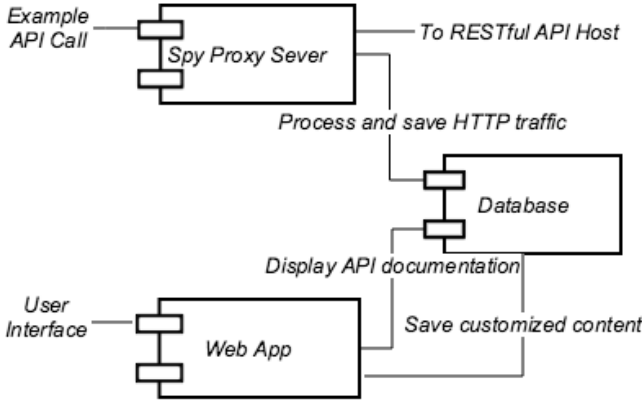 Example
API Call
Spy Proxy Sever
To RESTful API Host
Process and save HTTP traffic
Database
Display API documentation
User
Interface
Web App
Save customized content